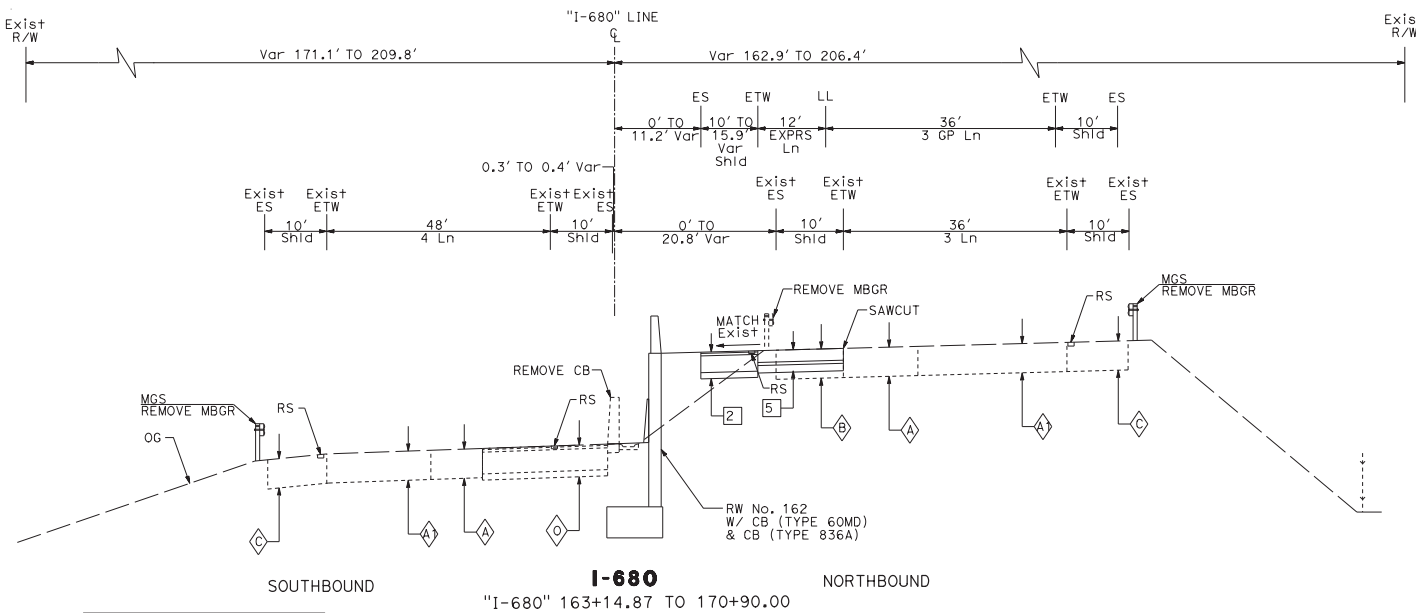 "I-680" LINE
℄
Exist
R/W
Exist
R/W
Var 171.1' TO 209.8'
Var 162.9' TO 206.4'
ES
ETW
LL
ETW
ES
0' TO
11.2' Var
10' TO
15.9'
Var
Shld
12'
EXPRS
Ln
36'
3 GP Ln
10'
Shld
0.3' TO 0.4' Var
Exist
ES
Exist
ETW
Exist
ETW
Exist
ES
Exist
ES
Exist
ETW
Exist
ETW
Exist
ES
10'
Shld
48'
4 Ln
10'
Shld
0' TO
20.8' Var
10'
Shld
36'
3 Ln
10'
Shld
REMOVE MBGR
MATCH
Exist
SAWCUT
RS
MGS
REMOVE MBGR
REMOVE CB
RS
MGS
REMOVE MBGR
RS
RS
OG
2
5
B
A
A1
C
C
A1
A
O
RW No. 162
W/ CB (TYPE 60MD)
& CB (TYPE 836A)
SOUTHBOUND
I-680
NORTHBOUND
"I-680" 163+14.87 TO 170+90.00